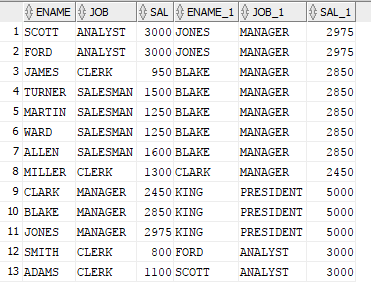 ENAME JOB SAL ENAME_1 JOB_1 SAL_1
1 SCOTT ANALYST 3000 JONES MANAGER 2975
2 FORD ANALYST 3000 JONES MANAGER 2975
3 JAMES CLERK 950 BLAKE MANAGER 2850
4 TURNER SALESMAN 1500 BLAKE MANAGER 2850
5 MARTIN SALESMAN 1250 BLAKE MANAGER 2850
6 WARD SALESMAN 1250 BLAKE MANAGER 2850
7 ALLEN SALESMAN 1600 BLAKE MANAGER 2850
8 MILLER CLERK 1300 CLARK MANAGER 2450
9 CLARK MANAGER 2450 KING PRESIDENT 5000
10 BLAKE MANAGER 2850 KING PRESIDENT 5000
11 JONES MANAGER 2975 KING PRESIDENT 5000
12 SMITH CLERK 800 FORD ANALYST 3000
13 ADAMS CLERK 1100 SCOTT ANALYST 3000